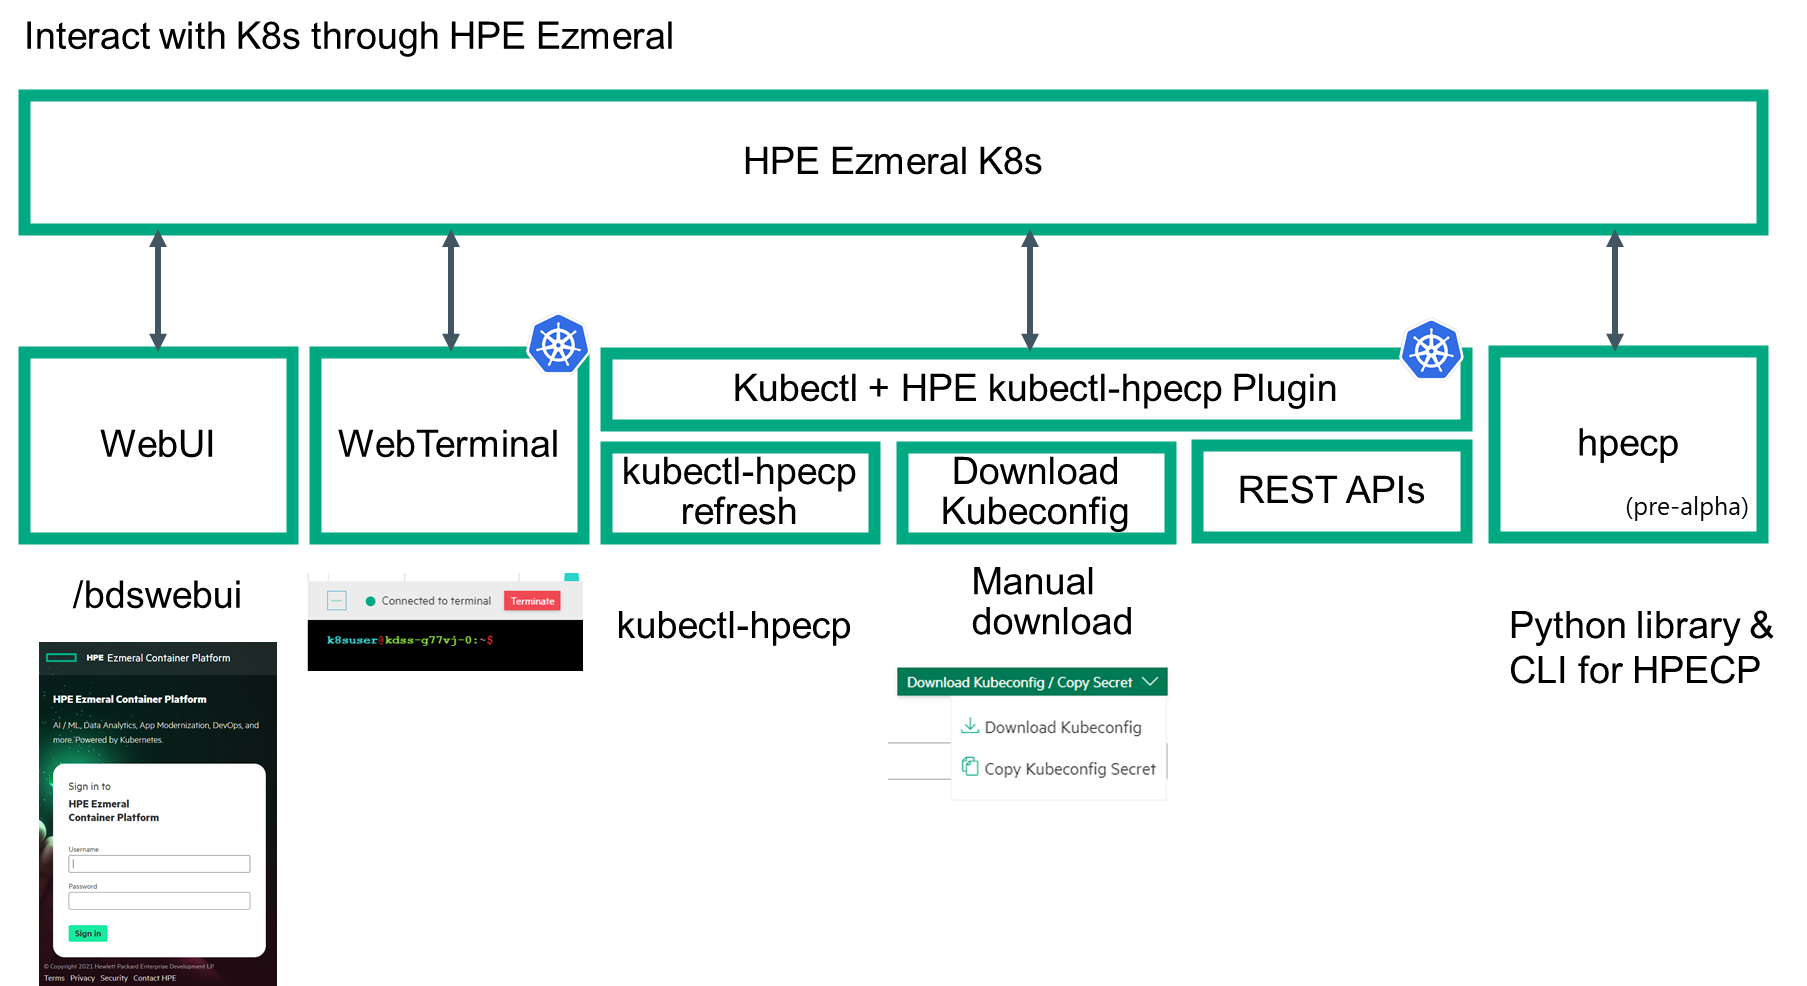 Interact with K8s through HPE Ezmeral
HPE Ezmeral K8s
WebUI
WebTerminal
Kubectl + HPE kubectl-hpecp Plugin
kubectl-hpecp
refresh
Download
Kubeconfig
REST APIs
hpecp
(pre-alpha)
/bdswebui
HPE Ezmeral Container Platform
HPE Ezmeral Container Platform
AI / ML, Data Analytics, App Modernization, DevOps, and
more. Powered by Kubernetes.
Sign in to
HPE Ezmeral
Container Platform
Username
Password
Sign in
© Copyright 2021 Hewlett Packard Enterprise Development LP
Terms Privacy Security Contact HPE
Connected to terminal
Terminate
k8suser@kdss-g77vj-0:~$
kubectl-hpecp
Manual
download
Download Kubeconfig / Copy Secret
Download Kubeconfig
Copy Kubeconfig Secret
Python library &
CLI for HPECP